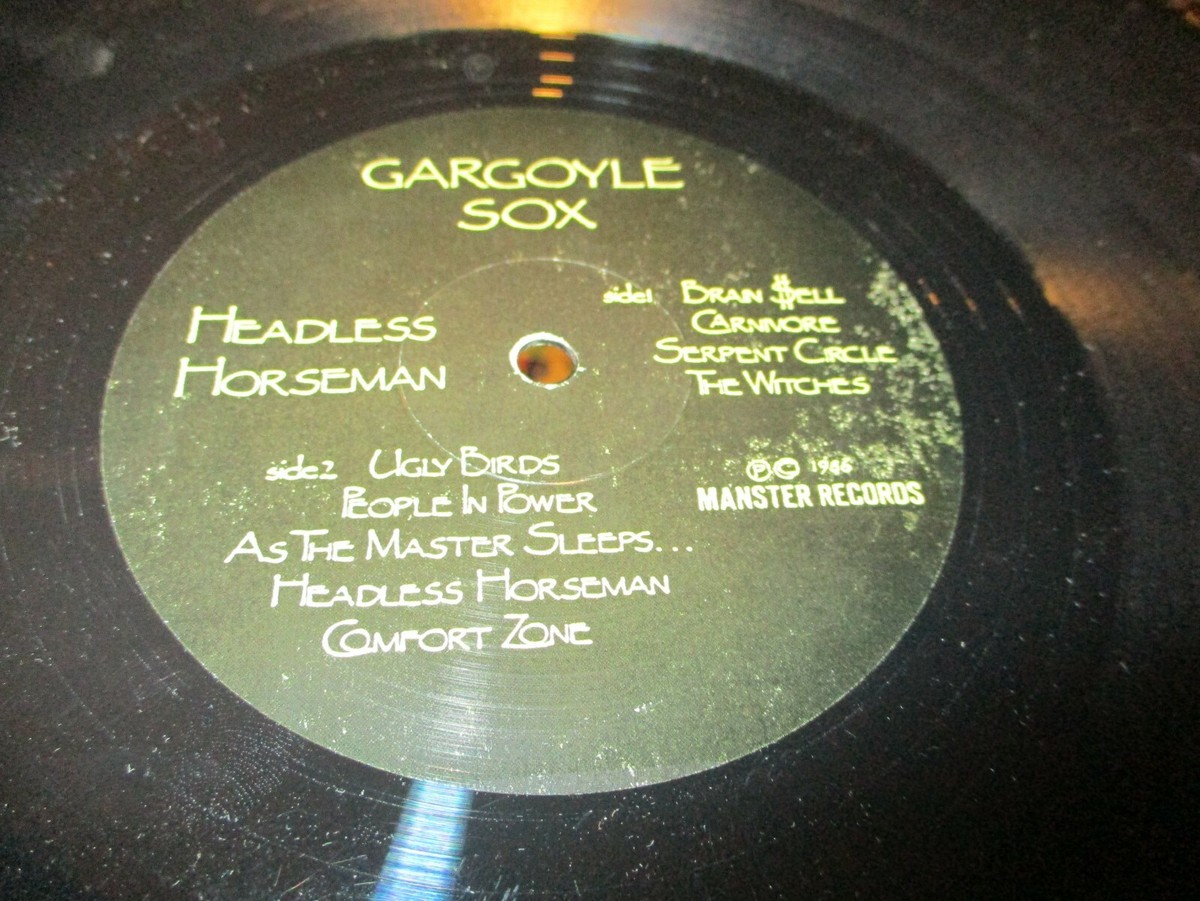 GARGOYLE
SOX
HEADLESS
HORSEMAN
side1 BRAIN $ELL
CARNIVORE
SERPENT CIRCLE
THE WITCHES
side2 UGLY BIRDS
PEOPLE IN POWER
AS THE MASTER SLEEPS...
HEADLESS HORSEMAN
COMFORT ZONE
Ⓟ© 1986
MANSTER RECORDS